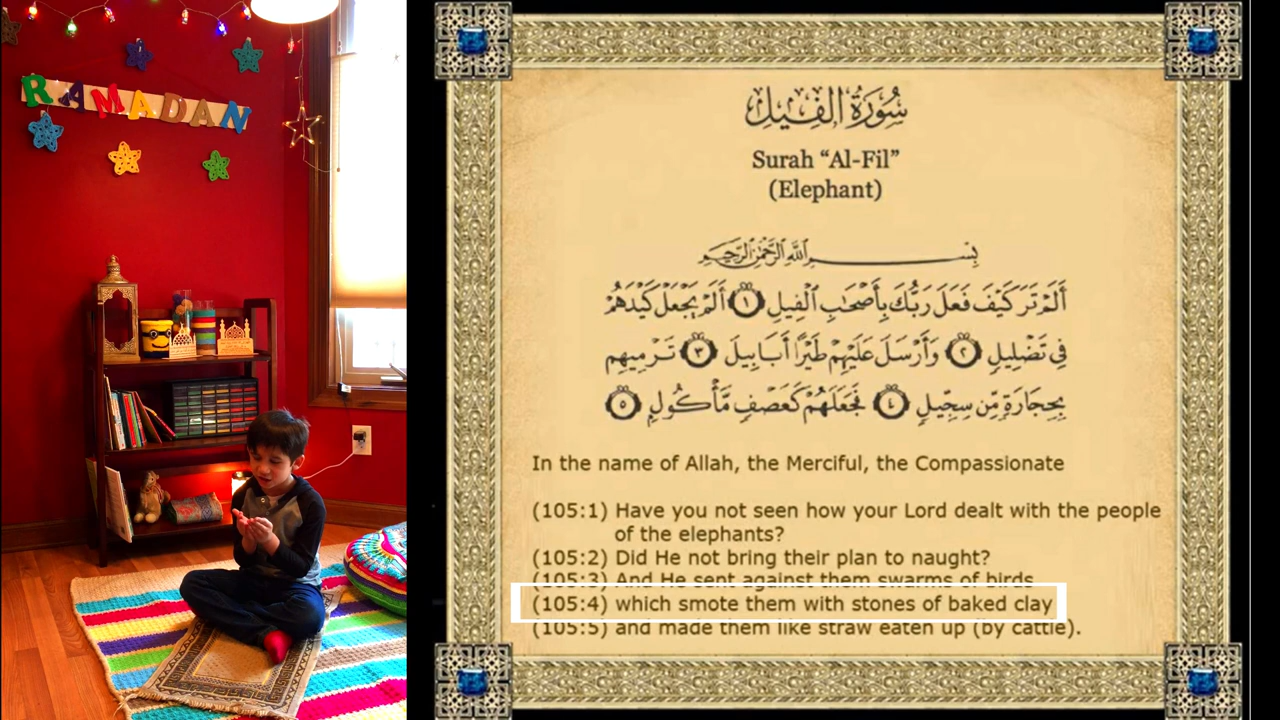 RAMADAN
سُورَةُ الفِيلِ
Surah “Al-Fil”
(Elephant)
بِسْمِ اللَّهِ الرَّحْمَٰنِ الرَّحِيمِ
أَلَمْ تَرَ كَيْفَ فَعَلَ رَبُّكَ بِأَصْحَٰبِ ٱلْفِيلِ ١ أَلَمْ يَجْعَلْ كَيْدَهُمْ
فِى تَضْلِيلٍ ٢ وَأَرْسَلَ عَلَيْهِمْ طَيْرًا أَبَابِيلَ ٣ تَرْمِيهِم
بِحِجَارَةٍ مِّن سِجِّيلٍ ٤ فَجَعَلَهُمْ كَعَصْفٍ مَّأْكُولٍ ٥
In the name of Allah, the Merciful, the Compassionate
(105:1) Have you not seen how your Lord dealt with the people
of the elephants?
(105:2) Did He not bring their plan to naught?
(105:3) And He sent against them swarms of birds
(105:4) which smote them with stones of baked clay
(105:5) and made them like straw eaten up (by cattle).